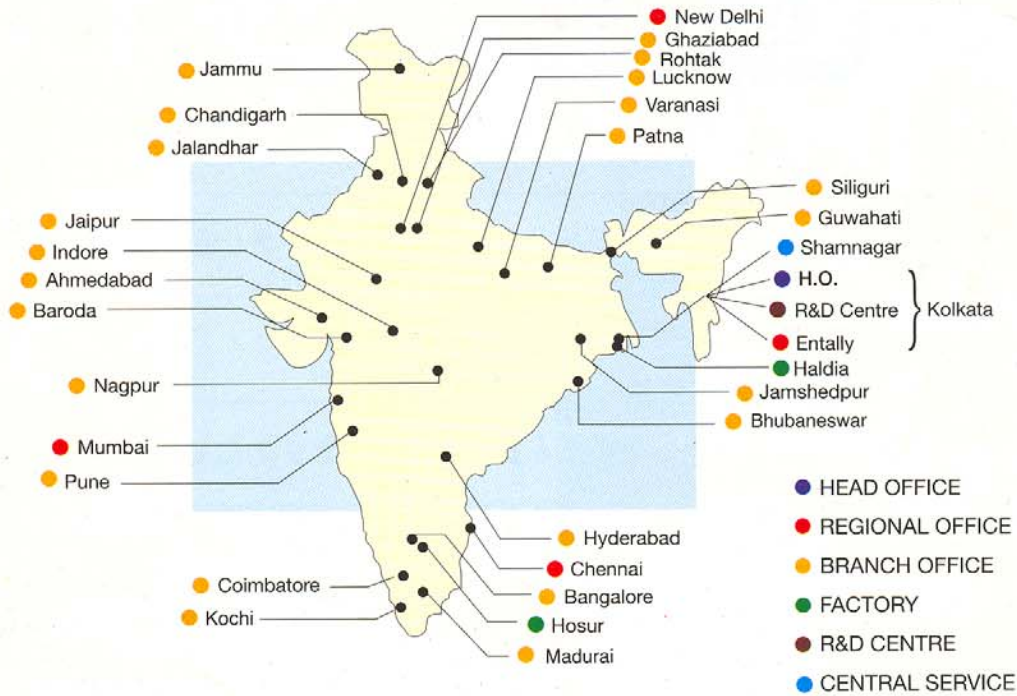 New Delhi
Ghaziabad
Rohtak
Lucknow
Varanasi
Patna
Jammu
Chandigarh
Jalandhar
Jaipur
Indore
Ahmedabad
Baroda
Nagpur
Mumbai
Pune
Coimbatore
Kochi
Siliguri
Guwahati
Shamnagar
H.O.
R&D Centre
Entally
Kolkata
Haldia
Jamshedpur
Bhubaneswar
Hyderabad
Chennai
Bangalore
Hosur
Madurai
HEAD OFFICE
REGIONAL OFFICE
BRANCH OFFICE
FACTORY
R&D CENTRE
CENTRAL SERVICE